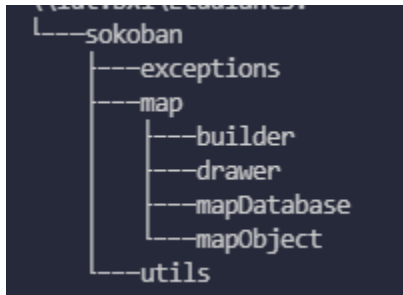 └───sokoban
    ├───exceptions
    ├───map
    │   ├───builder
    │   ├───drawer
    │   ├───mapDatabase
    │   └───mapObject
    └───utils